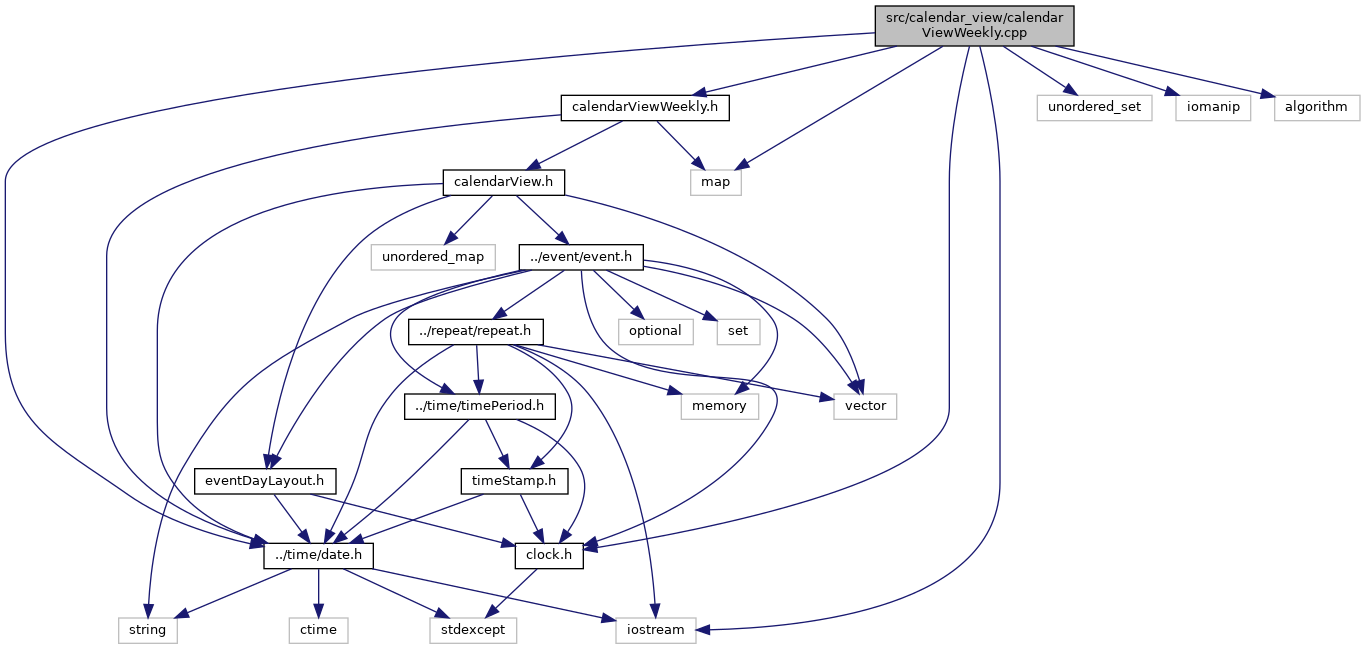 src/calendar_view/calendar
ViewWeekly.cpp
calendarViewWeekly.h
unordered_set
iomanip
algorithm
calendarView.h
map
unordered_map
../event/event.h
../repeat/repeat.h
optional
set
../time/timePeriod.h
memory
vector
eventDayLayout.h
timeStamp.h
../time/date.h
clock.h
string
ctime
stdexcept
iostream